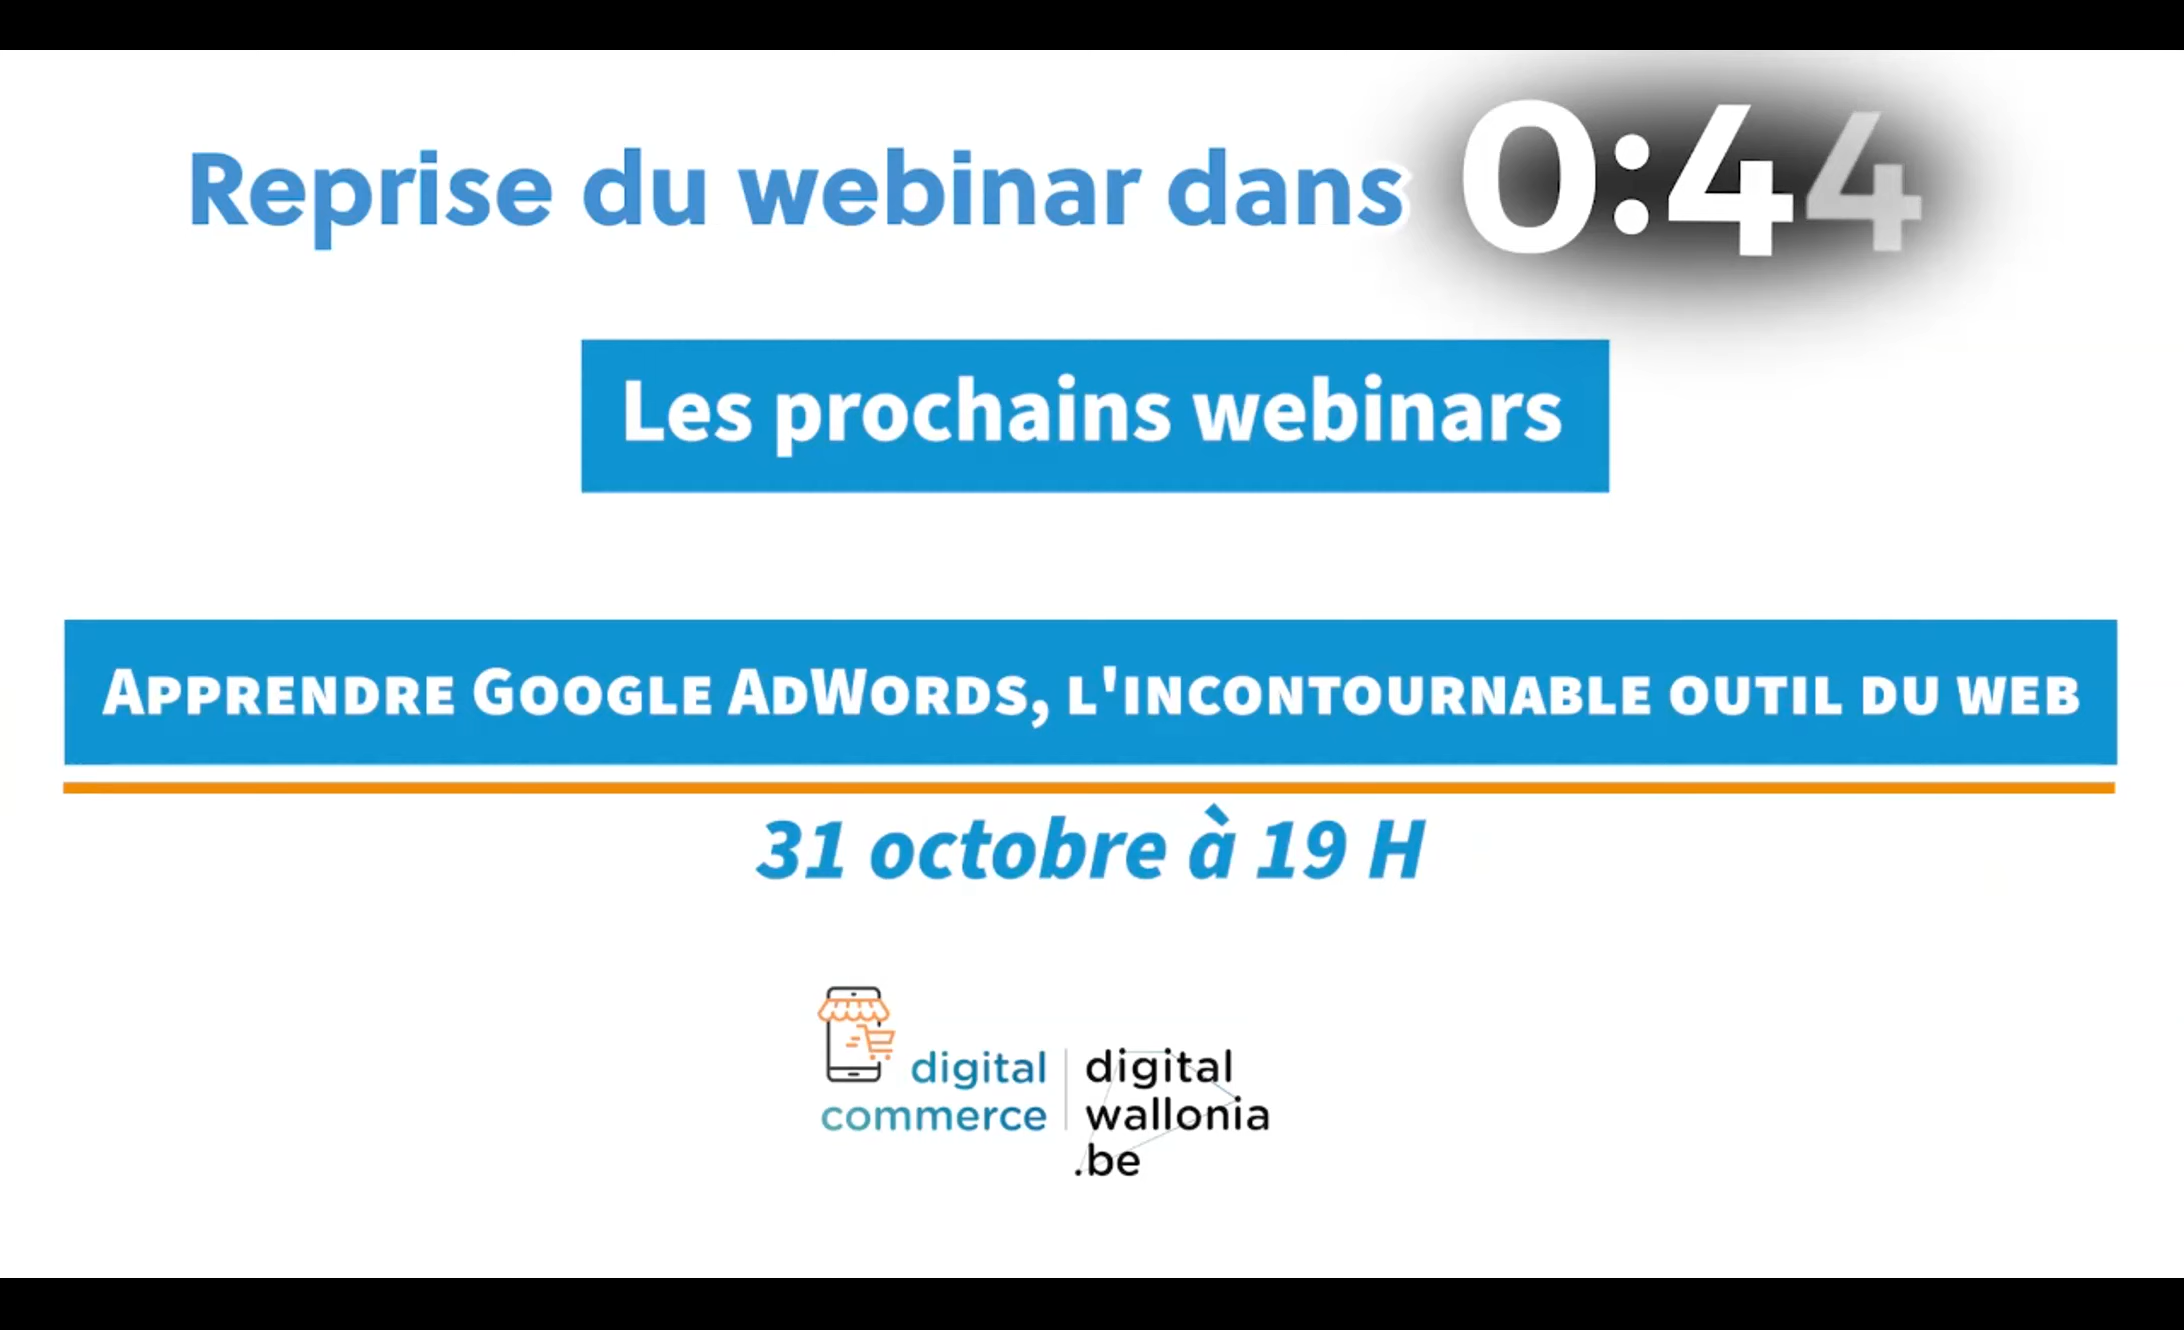 Reprise du webinar dans 0:44
Les prochains webinars
Apprendre Google AdWords, l'incontournable outil du web
31 octobre à 19 H
digital
commerce
digital
wallonia
.be